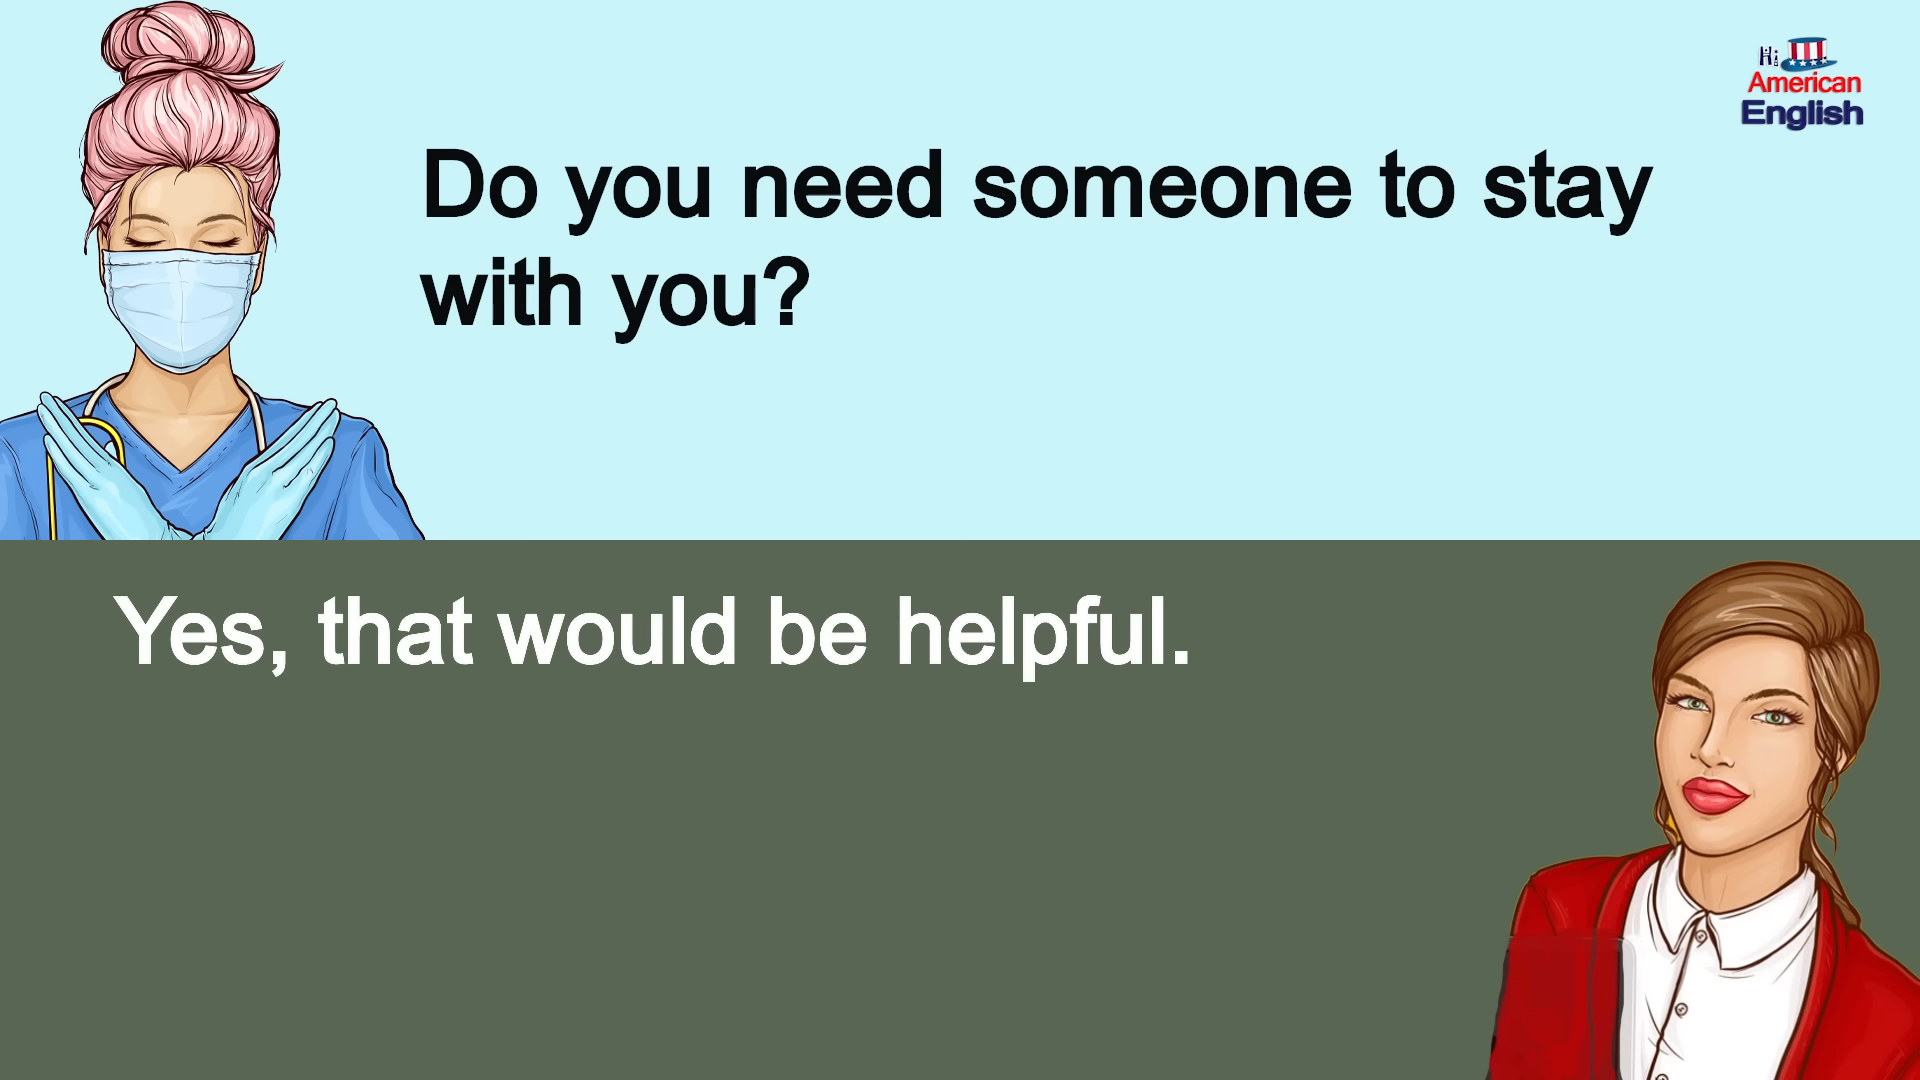 Hi
American
English
Do you need someone to stay
with you?
Yes, that would be helpful.